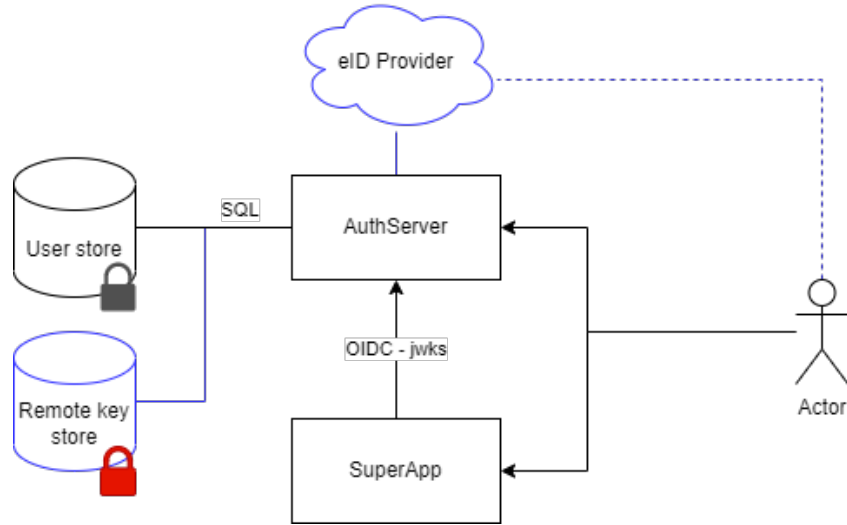 eID Provider
SQL
AuthServer
User store
OIDC - jwks
Remote key
store
SuperApp
Actor